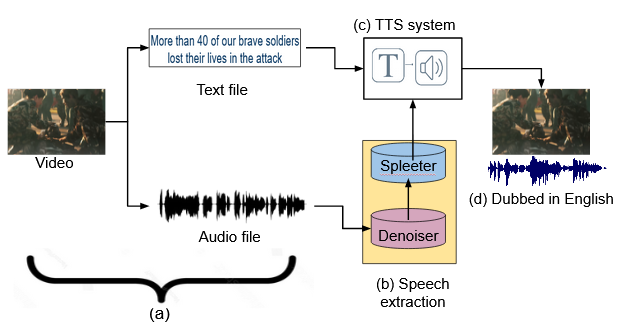 (c) TTS system
More than 40 of our brave soldiers
lost their lives in the attack
T
Text file
Video
Spleeter
(d) Dubbed in English
Denoiser
Audio file
(b) Speech
extraction
(a)